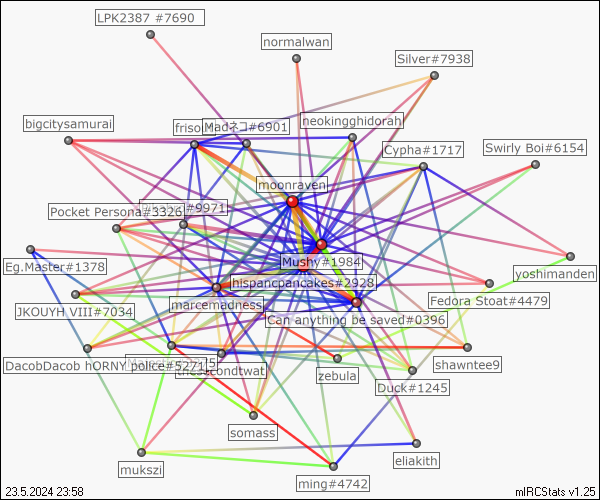 LPK2387 #7690
normalwan
Silver#7938
bigcitysamurai
neokingghidorah
Madネコ#6901
Cypha#1717
Swirly Boi#6154
moonraven
#9971
Pocket Persona#3326
Mushy#1984
Eg.Master#1378
yoshimanden
hispancpancakes#2928
Fedora Stoat#4479
marcemadness
JKOUYH VIII#7034
Can anything be saved#0396
DacobDacob hORNY police#5271
shawntee9
zebula
Duck#1245
somass
eliakith
mukszi
ming#4742
23.5.2024 23:58
mIRCStats v1.25